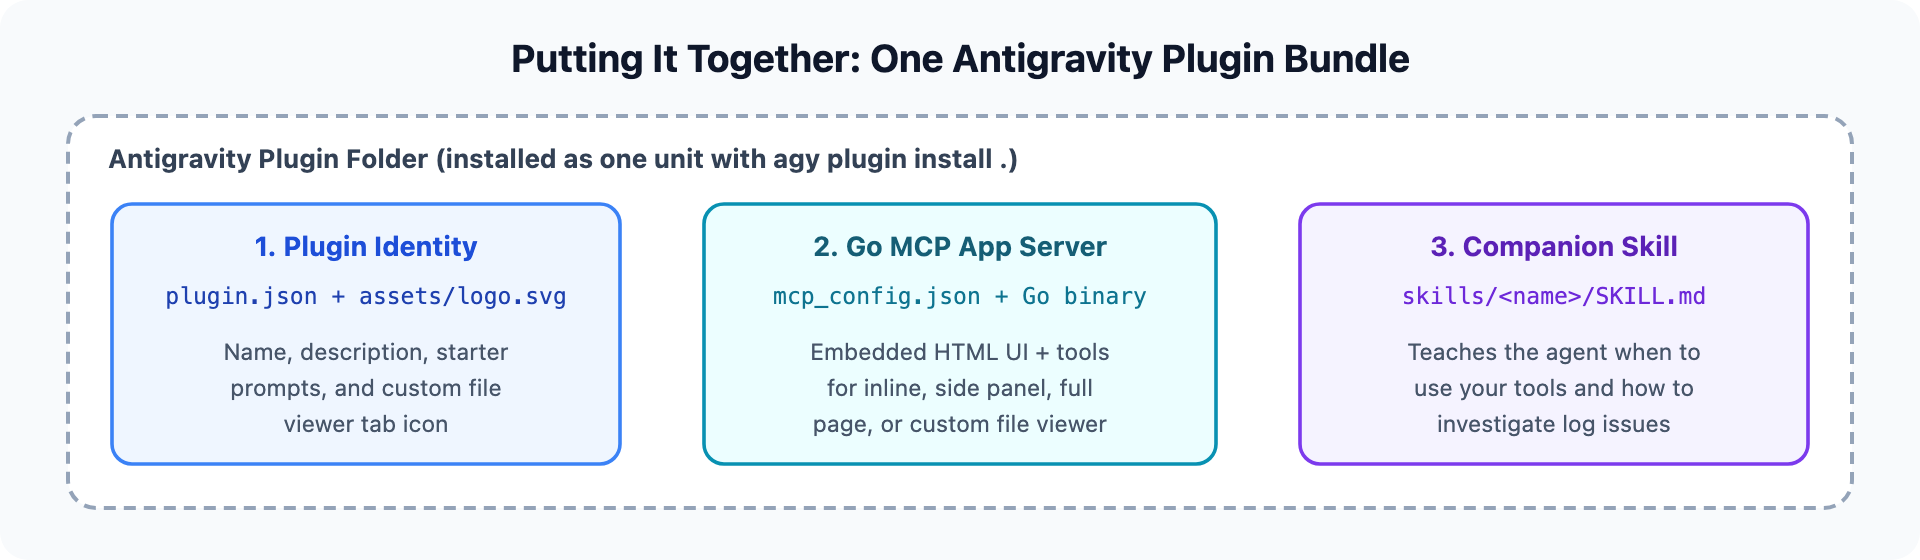 Putting It Together: One Antigravity Plugin Bundle
Antigravity Plugin Folder (installed as one unit with agy plugin install .)
1. Plugin Identity
plugin.json + assets/logo.svg
Name, description, starter
prompts, and custom file
viewer tab icon
2. Go MCP App Server
mcp_config.json + Go binary
Embedded HTML UI + tools
for inline, side panel, full
page, or custom file viewer
3. Companion Skill
skills/<name>/SKILL.md
Teaches the agent when to
use your tools and how to
investigate log issues